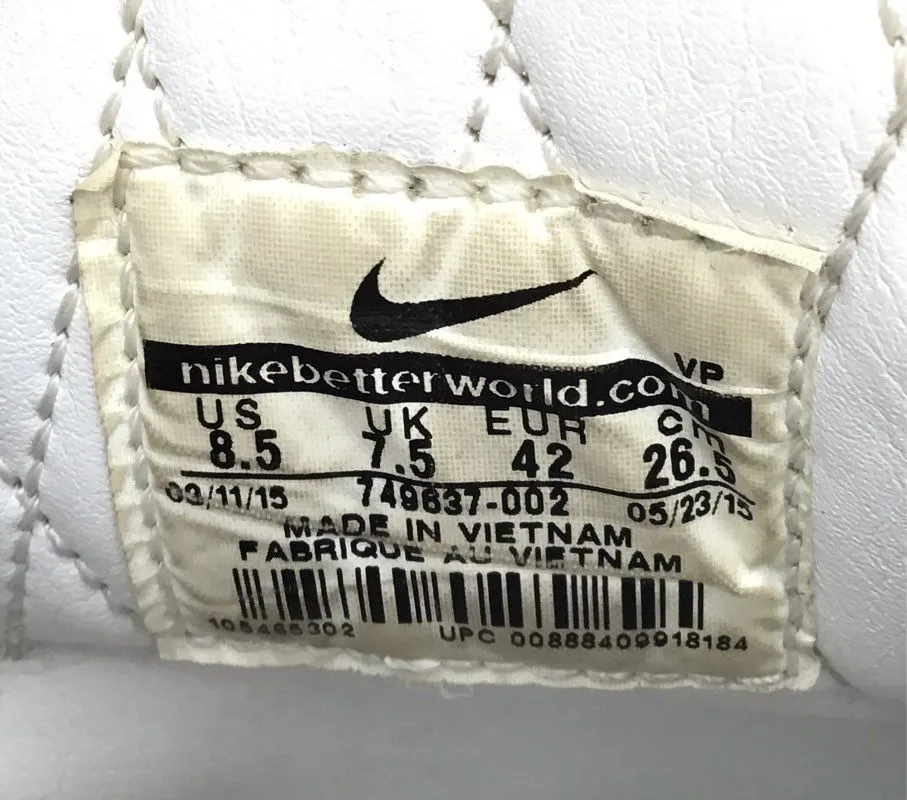 nikebetterworld.com
VP
US UK EUR CM
8.5 7.5 42 26.5
03/11/15 749637-002 05/23/15
MADE IN VIETNAM
FABRIQUE AU VIETNAM
105465302 UPC 00888409918184